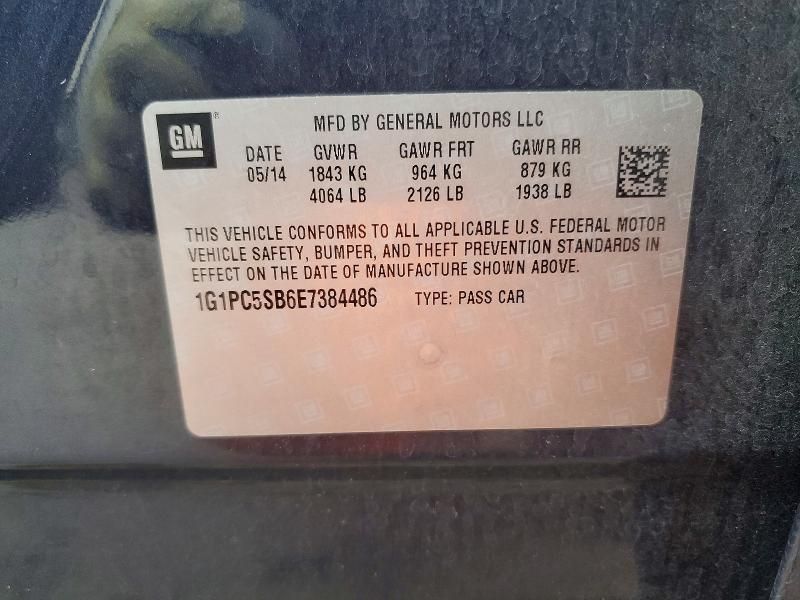 GM® MFD BY GENERAL MOTORS LLC
DATE GVWR GAWR FRT GAWR RR
05/14 1843 KG 964 KG 879 KG
4064 LB 2126 LB 1938 LB
THIS VEHICLE CONFORMS TO ALL APPLICABLE U.S. FEDERAL MOTOR
VEHICLE SAFETY, BUMPER, AND THEFT PREVENTION STANDARDS IN
EFFECT ON THE DATE OF MANUFACTURE SHOWN ABOVE.
1G1PC5SB6E7384486 TYPE: PASS CAR